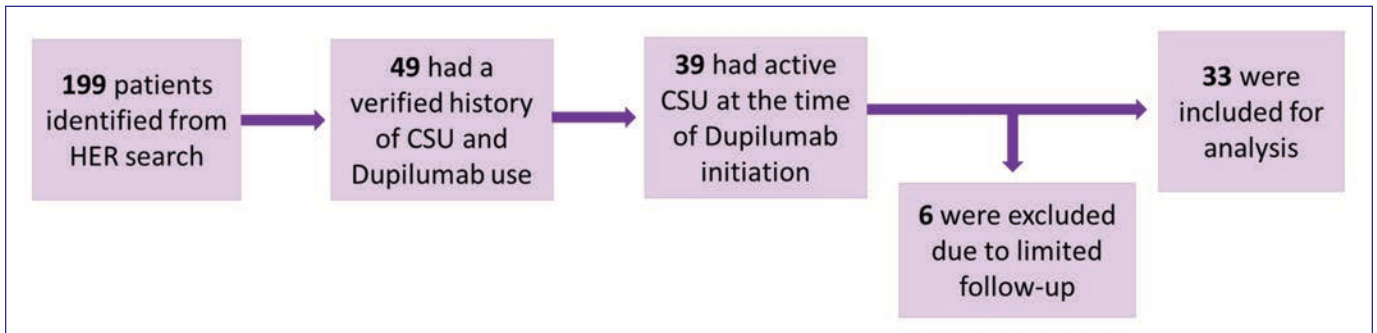 199 patients
identified from
HER search
49 had a
verified history
of CSU and
Dupilumab use
39 had active
CSU at the time
of Dupilumab
initiation
6 were excluded
due to limited
follow-up
33 were
included for
analysis